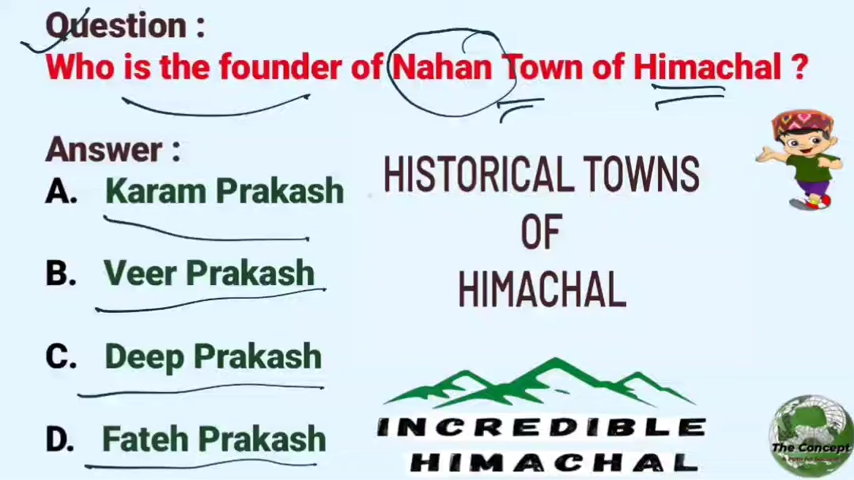 Question :
Who is the founder of Nahan Town of Himachal ?
Answer :
A. Karam Prakash
B. Veer Prakash
C. Deep Prakash
D. Fateh Prakash
HISTORICAL TOWNS
OF
HIMACHAL
INCREDIBLE
HIMACHAL
The Concept